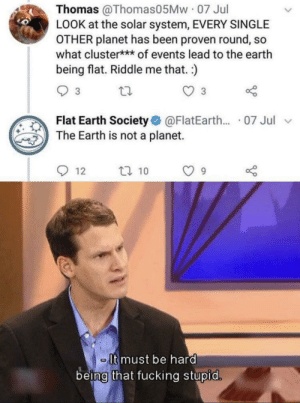 Thomas @Thomas05Mw · 07 Jul
LOOK at the solar system, EVERY SINGLE
OTHER planet has been proven round, so
what cluster*** of events lead to the earth
being flat. Riddle me that. :)
3
3
Flat Earth Society @FlatEarth... · 07 Jul
The Earth is not a planet.
12
10
9
- It must be hard
being that fucking stupid.